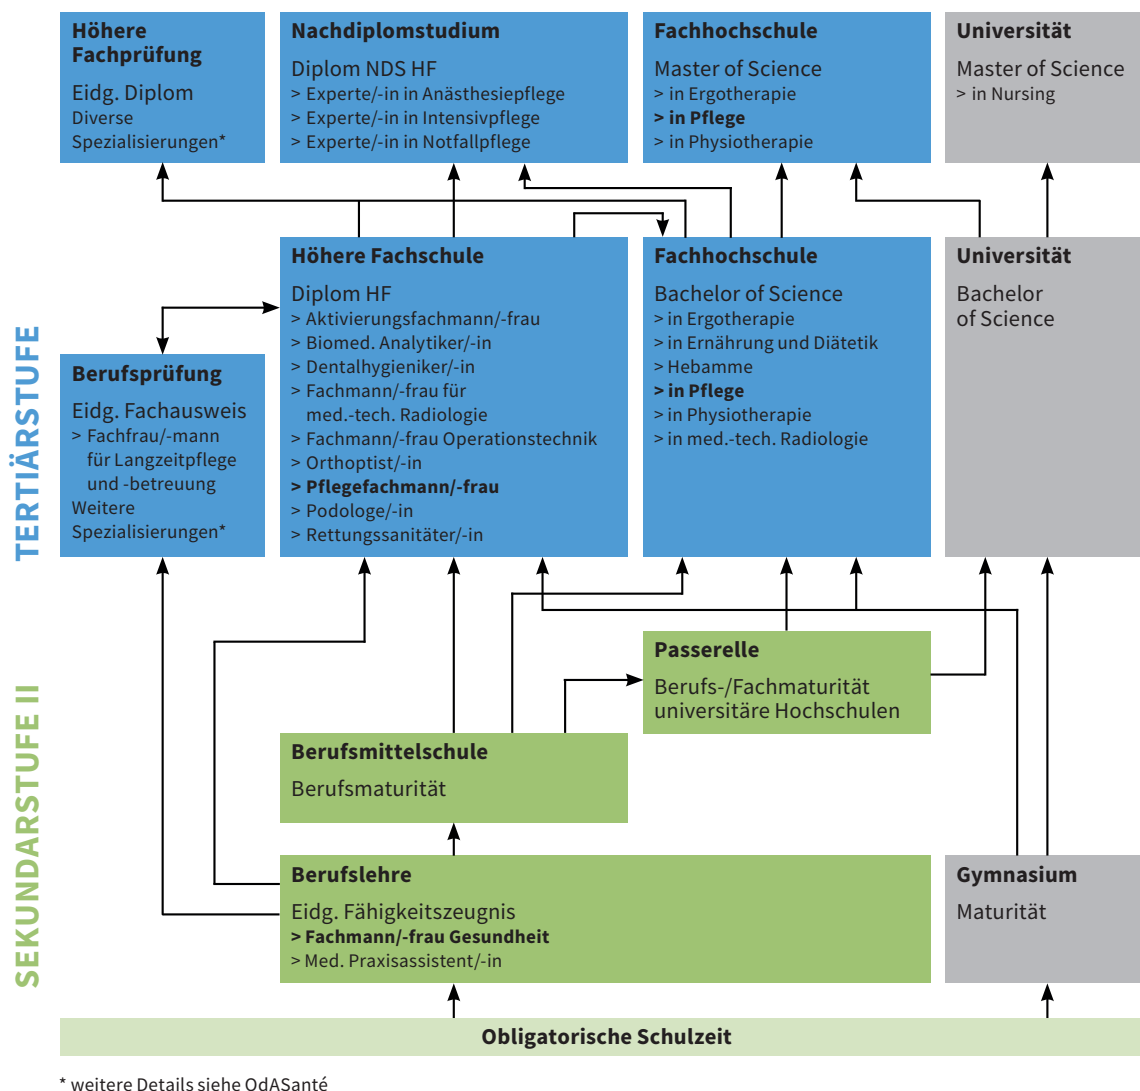 Höhere
Fachprüfung
Eidg. Diplom
Diverse
Spezialisierungen*
Nachdiplomstudium
Diplom NDS HF
> Experte/-in in Anästhesiepflege
> Experte/-in in Intensivpflege
> Experte/-in in Notfallpflege
Fachhochschule
Master of Science
> in Ergotherapie
> in Pflege
> in Physiotherapie
Universität
Master of Science
> in Nursing
TERTIÄRSTUFE
Berufsprüfung
Eidg. Fachausweis
> Fachfrau/-mann
für Langzeitpflege
und -betreuung
Weitere
Spezialisierungen*
Höhere Fachschule
Diplom HF
> Aktivierungsfachmann/-frau
> Biomed. Analytiker/-in
> Dentalhygieniker/-in
> Fachmann/-frau für
med.-tech. Radiologie
> Fachmann/-frau Operationstechnik
> Orthoptist/-in
> Pflegefachmann/-frau
> Podologe/-in
> Rettungssanitäter/-in
Fachhochschule
Bachelor of Science
> in Ergotherapie
> in Ernährung und Diätetik
> Hebamme
> in Pflege
> in Physiotherapie
> in med.-tech. Radiologie
Universität
Bachelor
of Science
SEKUNDARSTUFE II
Passerelle
Berufs-/Fachmaturität
universitäre Hochschulen
Berufsmittelschule
Berufsmaturität
Berufslehre
Eidg. Fähigkeitszeugnis
> Fachmann/-frau Gesundheit
> Med. Praxisassistent/-in
Gymnasium
Maturität
Obligatorische Schulzeit
* weitere Details siehe OdASanté